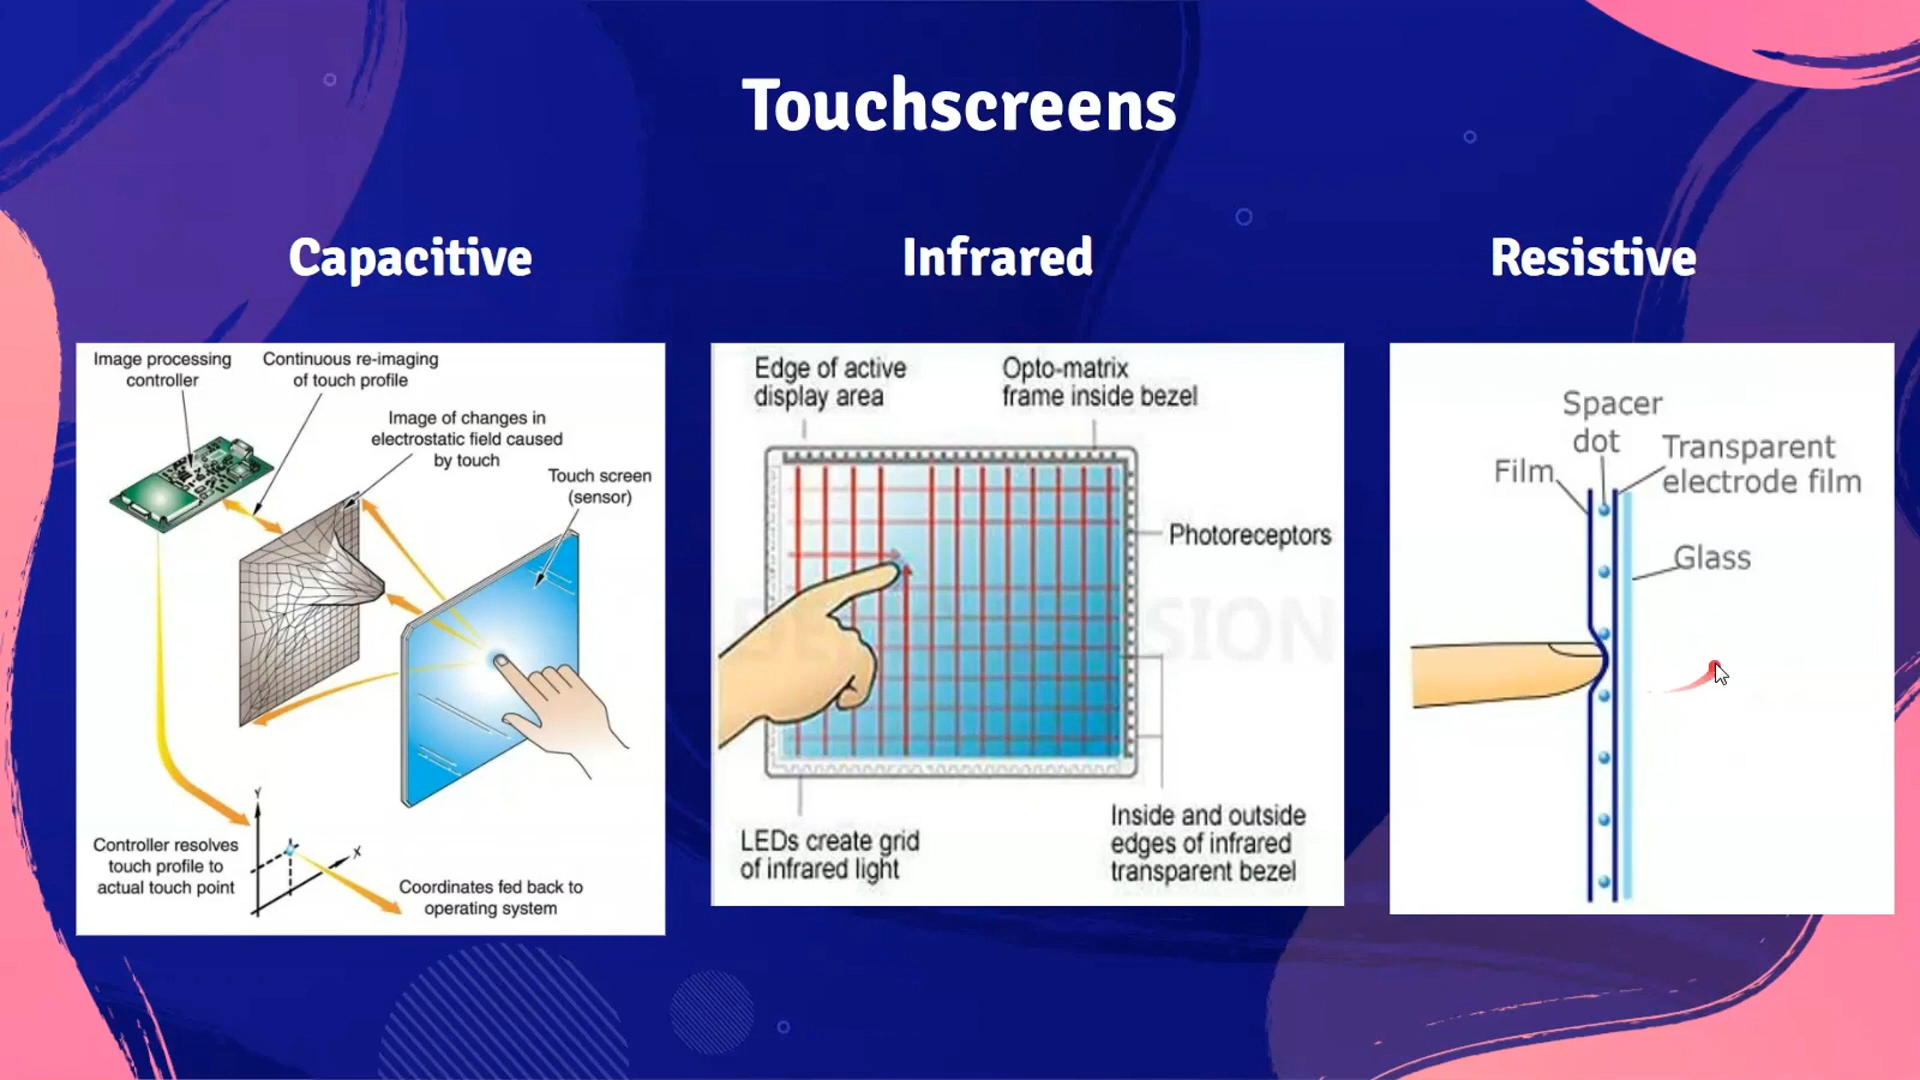 Touchscreens
Capacitive
Image processing
controller
Continuous re-imaging
of touch profile
Image of changes in
electrostatic field caused
by touch
Touch screen
(sensor)
Y
X
Controller resolves
touch profile to
actual touch point
Coordinates fed back to
operating system
Infrared
Edge of active
display area
Opto-matrix
frame inside bezel
Photoreceptors
LEDs create grid
of infrared light
Inside and outside
edges of infrared
transparent bezel
Resistive
Spacer
dot
Film
Transparent
electrode film
Glass